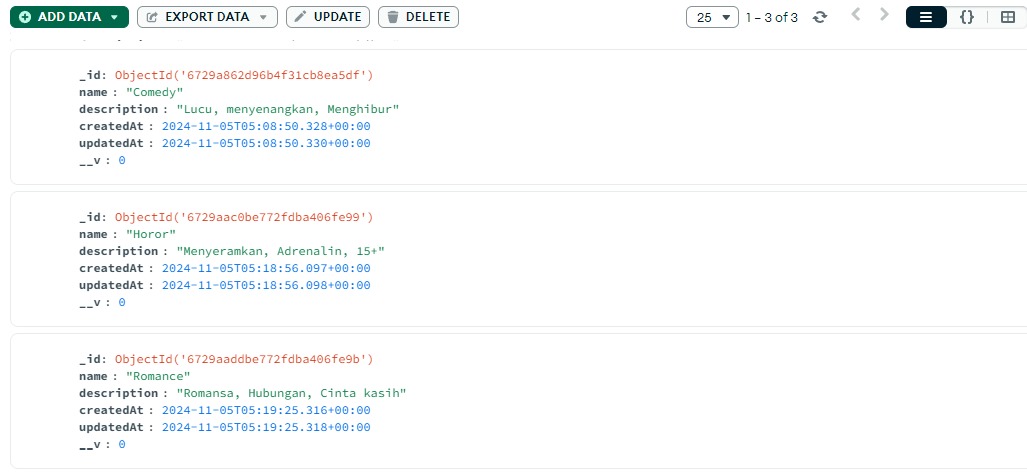 ADD DATA EXPORT DATA UPDATE DELETE 25 1 – 3 of 3 {}
_id: ObjectId('6729a862d96b4f31cb8ea5df')
name : "Comedy"
description : "Lucu, menyenangkan, Menghibur"
createdAt : 2024-11-05T05:08:50.328+00:00
updatedAt : 2024-11-05T05:08:50.330+00:00
__v : 0
_id: ObjectId('6729aac0be772fdba406fe99')
name : "Horor"
description : "Menyeramkan, Adrenalin, 15+"
createdAt : 2024-11-05T05:18:56.097+00:00
updatedAt : 2024-11-05T05:18:56.098+00:00
__v : 0
_id: ObjectId('6729aaddbe772fdba406fe9b')
name : "Romance"
description : "Romansa, Hubungan, Cinta kasih"
createdAt : 2024-11-05T05:19:25.316+00:00
updatedAt : 2024-11-05T05:19:25.318+00:00
__v : 0